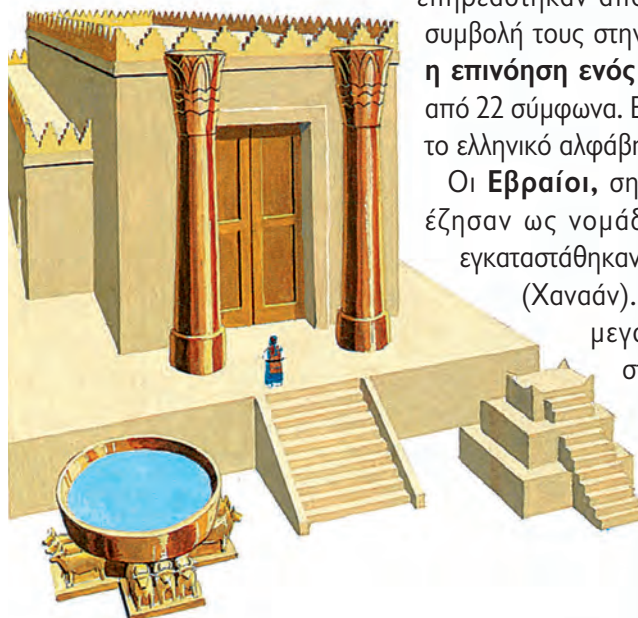 επηρεάστηκαν απο
συμβολή τους στην
η επινόηση ενός
από 22 σύμφωνα. Ε
το ελληνικό αλφάβη
Οι Εβραίοι, ση
έζησαν ως νομάδ
εγκαταστάθηκαν
(Χαναάν).
μεγα
στ